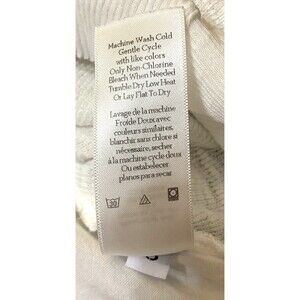 Machine Wash Cold
Gentle Cycle
with like colors
Only Non-Chlorine
Bleach When Needed
Tumble Dry Low Heat
Or Lay Flat To Dry
Lavage de la machine
Froide Doux avec
couleurs similaires,
blanchir sans chlore si
nécessaire, secher
a la machine cycle doux
Ou estabelecer
planos para secar
30